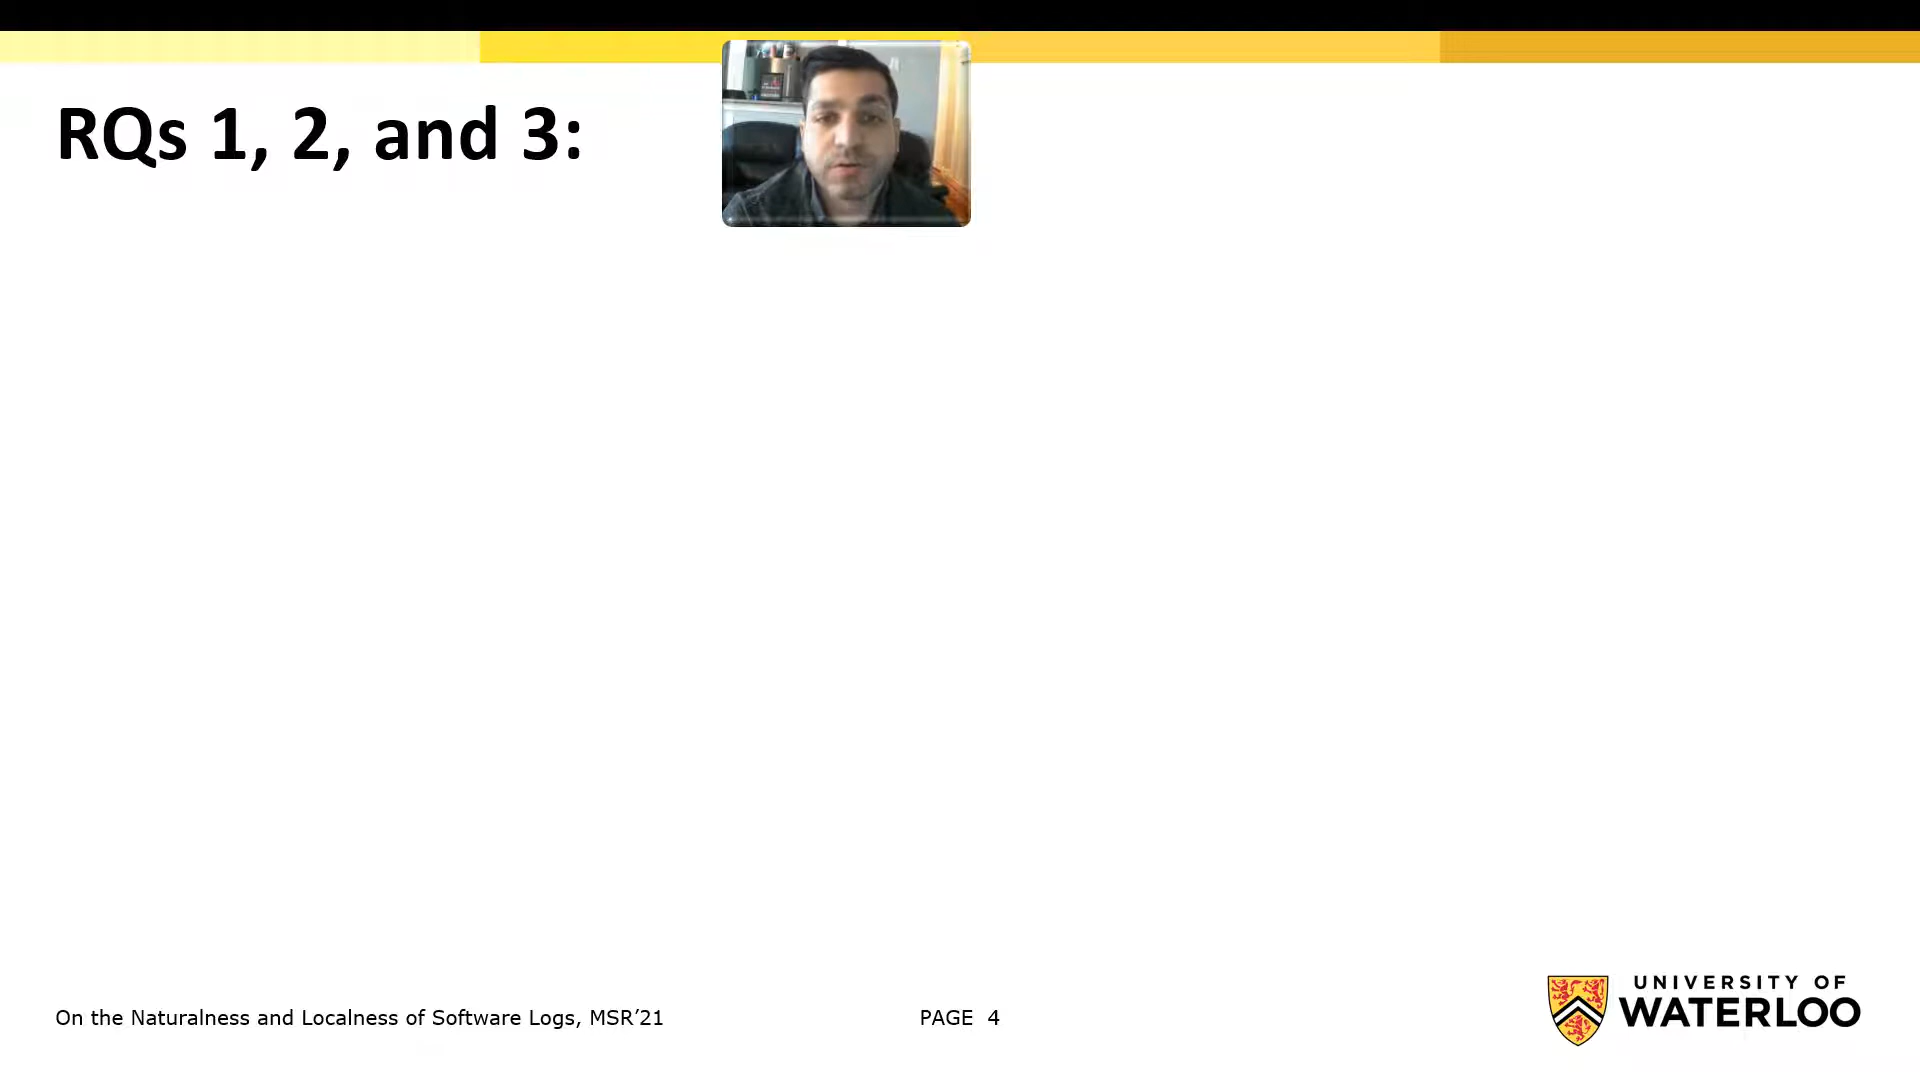 RQs 1, 2, and 3:
On the Naturalness and Localness of Software Logs, MSR’21
PAGE 4
UNIVERSITY OF
WATERLOO